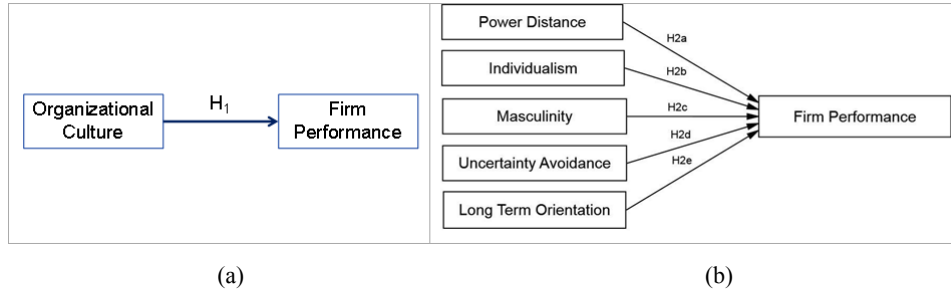 Organizational
Culture
H1
Firm
Performance
Power Distance
Individualism
Masculinity
Uncertainty Avoidance
Long Term Orientation
H2a
H2b
H2c
H2d
H2e
Firm Performance
(a)
(b)